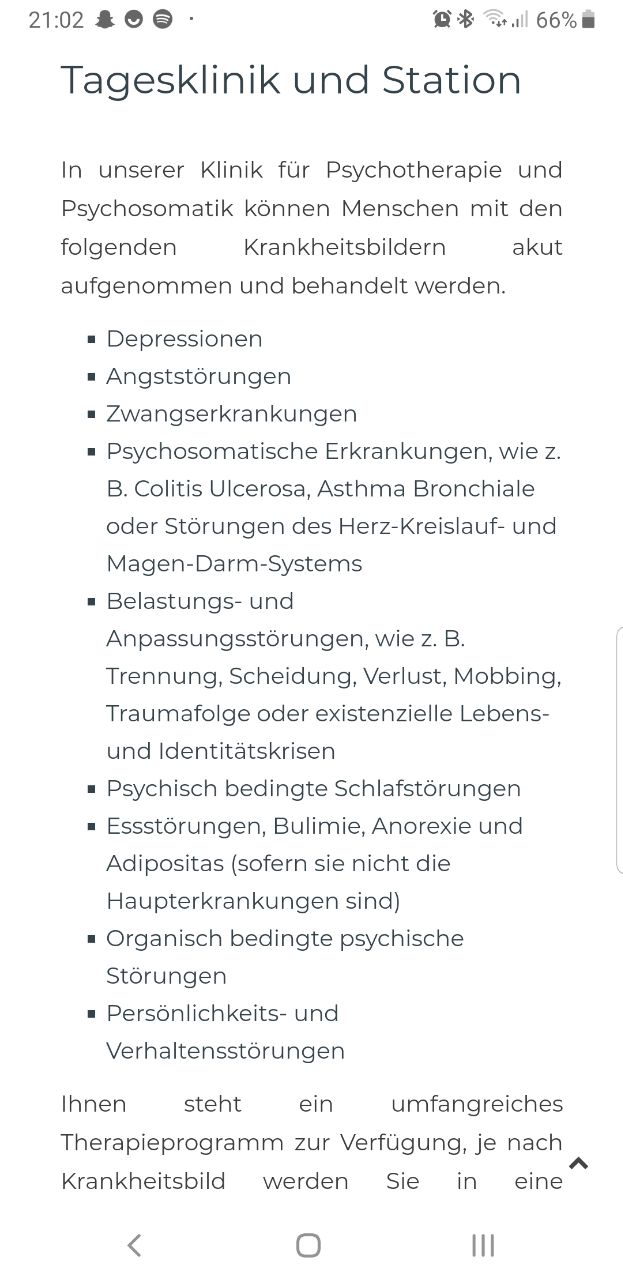 21:02
66%
Tagesklinik und Station
In unserer Klinik für Psychotherapie und
Psychosomatik können Menschen mit den
folgenden Krankheitsbildern akut
aufgenommen und behandelt werden.
▪ Depressionen
▪ Angststörungen
▪ Zwangserkrankungen
▪ Psychosomatische Erkrankungen, wie z.
B. Colitis Ulcerosa, Asthma Bronchiale
oder Störungen des Herz-Kreislauf- und
Magen-Darm-Systems
▪ Belastungs- und
Anpassungsstörungen, wie z. B.
Trennung, Scheidung, Verlust, Mobbing,
Traumafolge oder existenzielle Lebens-
und Identitätskrisen
▪ Psychisch bedingte Schlafstörungen
▪ Essstörungen, Bulimie, Anorexie und
Adipositas (sofern sie nicht die
Haupterkrankungen sind)
▪ Organisch bedingte psychische
Störungen
▪ Persönlichkeits- und
Verhaltensstörungen
Ihnen steht ein umfangreiches
Therapieprogramm zur Verfügung, je nach
Krankheitsbild werden Sie in eine